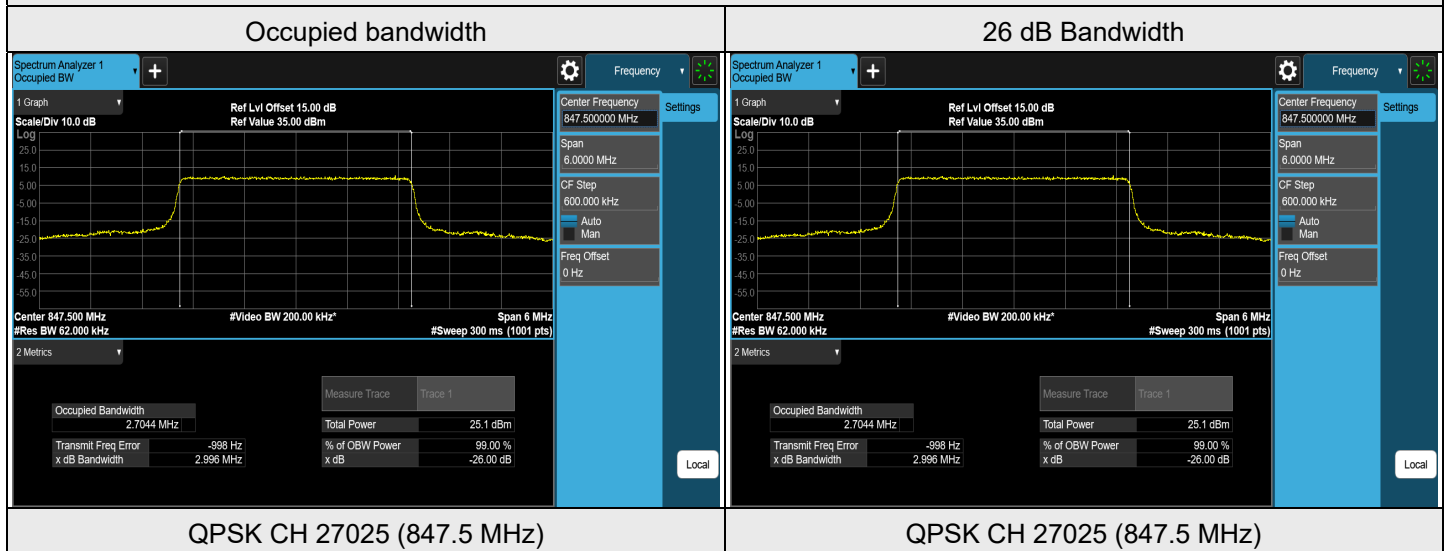 Occupied bandwidth
26 dB Bandwidth
Spectrum Analyzer 1
Occupied BW
Frequency
1 Graph
Scale/Div 10.0 dB
Ref Lvl Offset 15.00 dB
Ref Value 35.00 dBm
Log
25.0
15.0
5.00
-5.00
-15.0
-25.0
-35.0
-45.0
-55.0
Center 847.500 MHz
#Video BW 200.00 kHz*
Span 6 MHz
#Res BW 62.000 kHz
#Sweep 300 ms (1001 pts)
Center Frequency
847.500000 MHz
Settings
Span
6.0000 MHz
CF Step
600.000 kHz
Auto
Man
Freq Offset
0 Hz
Local
2 Metrics
Measure Trace Trace 1
Occupied Bandwidth
2.7044 MHz
Total Power 25.1 dBm
Transmit Freq Error -998 Hz
% of OBW Power 99.00 %
x dB Bandwidth 2.996 MHz
x dB -26.00 dB
Spectrum Analyzer 1
Occupied BW
Frequency
1 Graph
Scale/Div 10.0 dB
Ref Lvl Offset 15.00 dB
Ref Value 35.00 dBm
Log
25.0
15.0
5.00
-5.00
-15.0
-25.0
-35.0
-45.0
-55.0
Center 847.500 MHz
#Video BW 200.00 kHz*
Span 6 MHz
#Res BW 62.000 kHz
#Sweep 300 ms (1001 pts)
Center Frequency
847.500000 MHz
Settings
Span
6.0000 MHz
CF Step
600.000 kHz
Auto
Man
Freq Offset
0 Hz
Local
2 Metrics
Measure Trace Trace 1
Occupied Bandwidth
2.7044 MHz
Total Power 25.1 dBm
Transmit Freq Error -998 Hz
% of OBW Power 99.00 %
x dB Bandwidth 2.996 MHz
x dB -26.00 dB
QPSK CH 27025 (847.5 MHz)
QPSK CH 27025 (847.5 MHz)